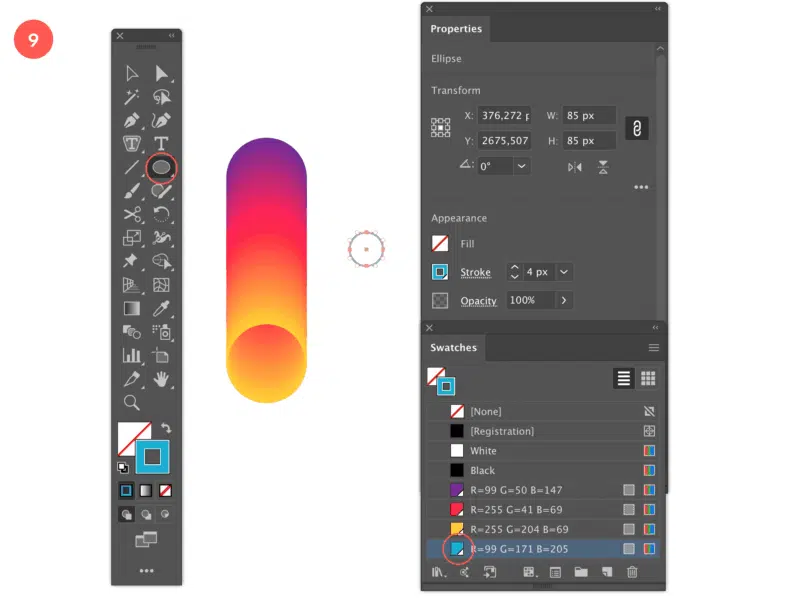 9
Properties
Ellipse
Transform
X: 376,272 p W: 85 px
Y: 2675,507 H: 85 px
0°
Appearance
Fill
Stroke 4 px
Opacity 100%
Swatches
[None]
[Registration]
White
Black
R=99 G=50 B=147
R=255 G=41 B=69
R=255 G=204 B=69
R=99 G=171 B=205